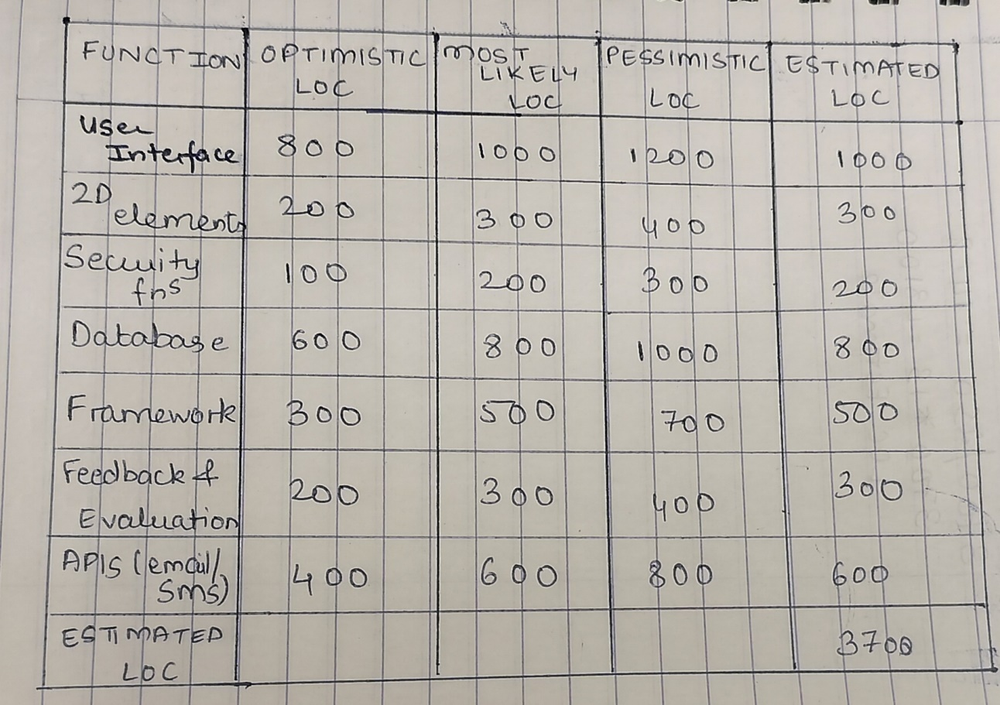 FUNCTION OPTIMISTIC LOC MOST LIKELY LOC PESSIMISTIC LOC ESTIMATED LOC
User Interface 800 1000 1200 1000
2D elements 200 300 400 300
Security fns 100 200 300 200
Database 600 800 1000 800
Framework 300 500 700 500
Feedback & Evaluation 200 300 400 300
APIS (email/ Sms) 400 600 800 600
ESTIMATED LOC 3700